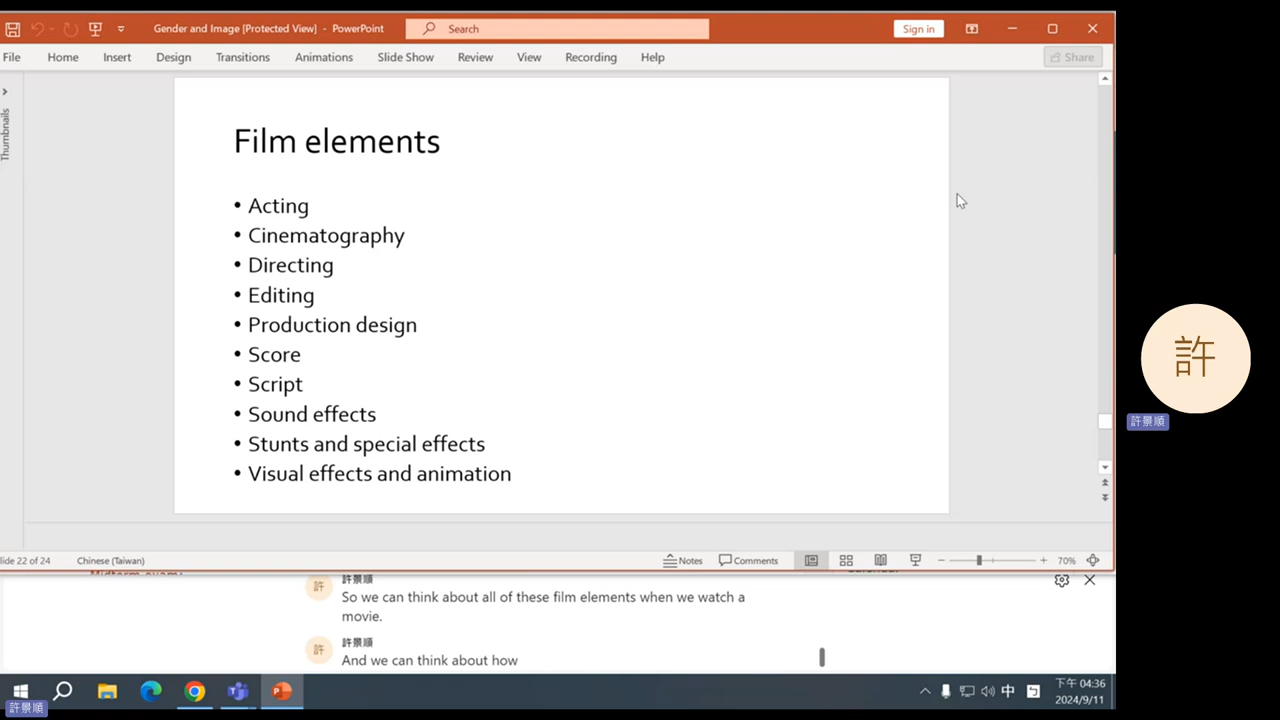 Gender and Image [Protected View] - PowerPoint
Search
Sign in
File Home Insert Design Transitions Animations Slide Show Review View Recording Help
Share
Thumbnails
Film elements
• Acting
• Cinematography
• Directing
• Editing
• Production design
• Score
• Script
• Sound effects
• Stunts and special effects
• Visual effects and animation
lide 22 of 24 Chinese (Taiwan) Notes Comments 70%
許景順
許 So we can think about all of these film elements when we watch a
movie.
許景順
許 And we can think about how
許
許景順
中 ㄅ 下午 04:36
2024/9/11
許景順